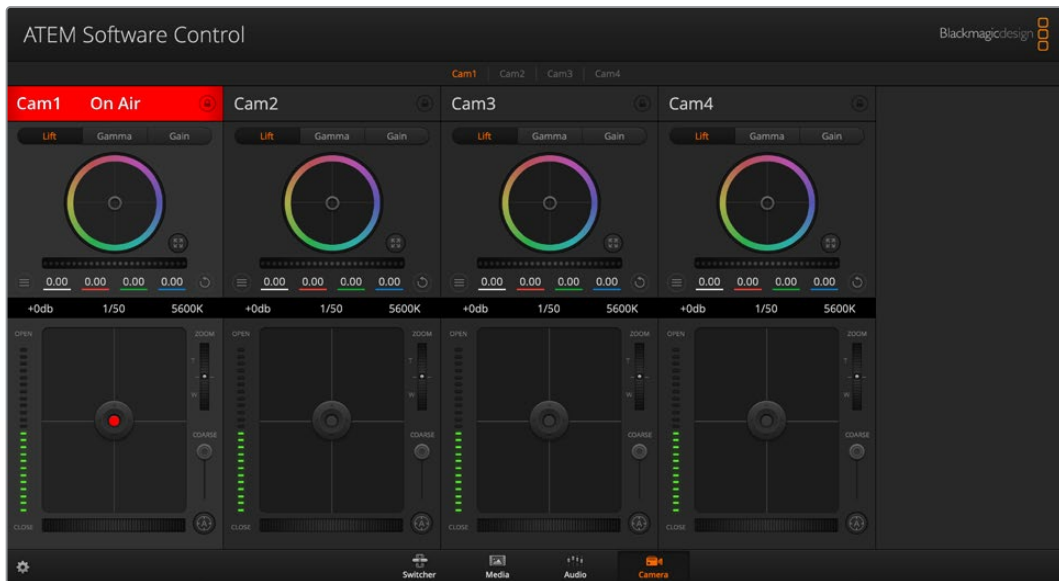 ATEM Software Control
Blackmagicdesign
Cam1 Cam2 Cam3 Cam4
Cam1 On Air Cam2 Cam3 Cam4
Lift Gamma Gain Lift Gamma Gain Lift Gamma Gain Lift Gamma Gain
0.00 0.00 0.00 0.00 0.00 0.00 0.00 0.00 0.00 0.00 0.00 0.00 0.00 0.00 0.00 0.00
+0db 1/50 5600K +0db 1/50 5600K +0db 1/50 5600K +0db 1/50 5600K
OPEN ZOOM OPEN ZOOM OPEN ZOOM OPEN ZOOM
T T T T
W W W W
COARSE COARSE COARSE COARSE
A A A A
CLOSE CLOSE CLOSE CLOSE
Switcher Media Audio Camera